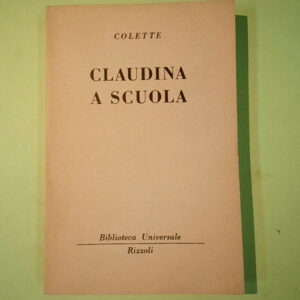 COLETTE
CLAUDINA
A SCUOLA
Biblioteca Universale
Rizzoli